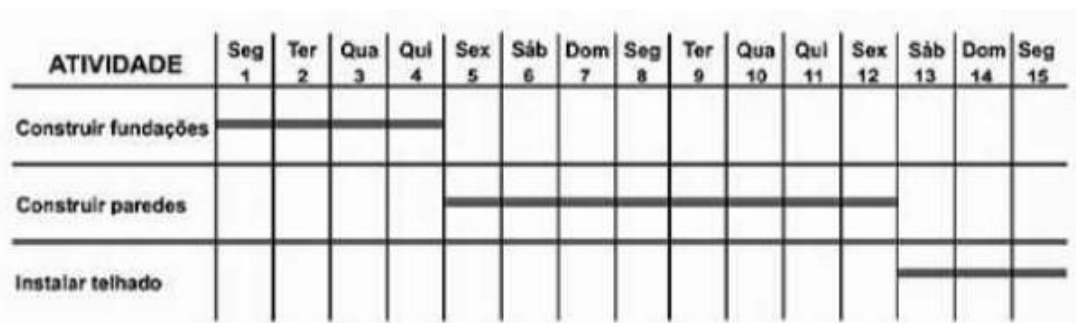 ATIVIDADE Seg Ter Qua Qui Sex Sáb Dom Seg Ter Qua Qui Sex Sáb Dom Seg
1 2 3 4 5 6 7 8 9 10 11 12 13 14 15
Construir fundações
Construir paredes
Instalar telhado